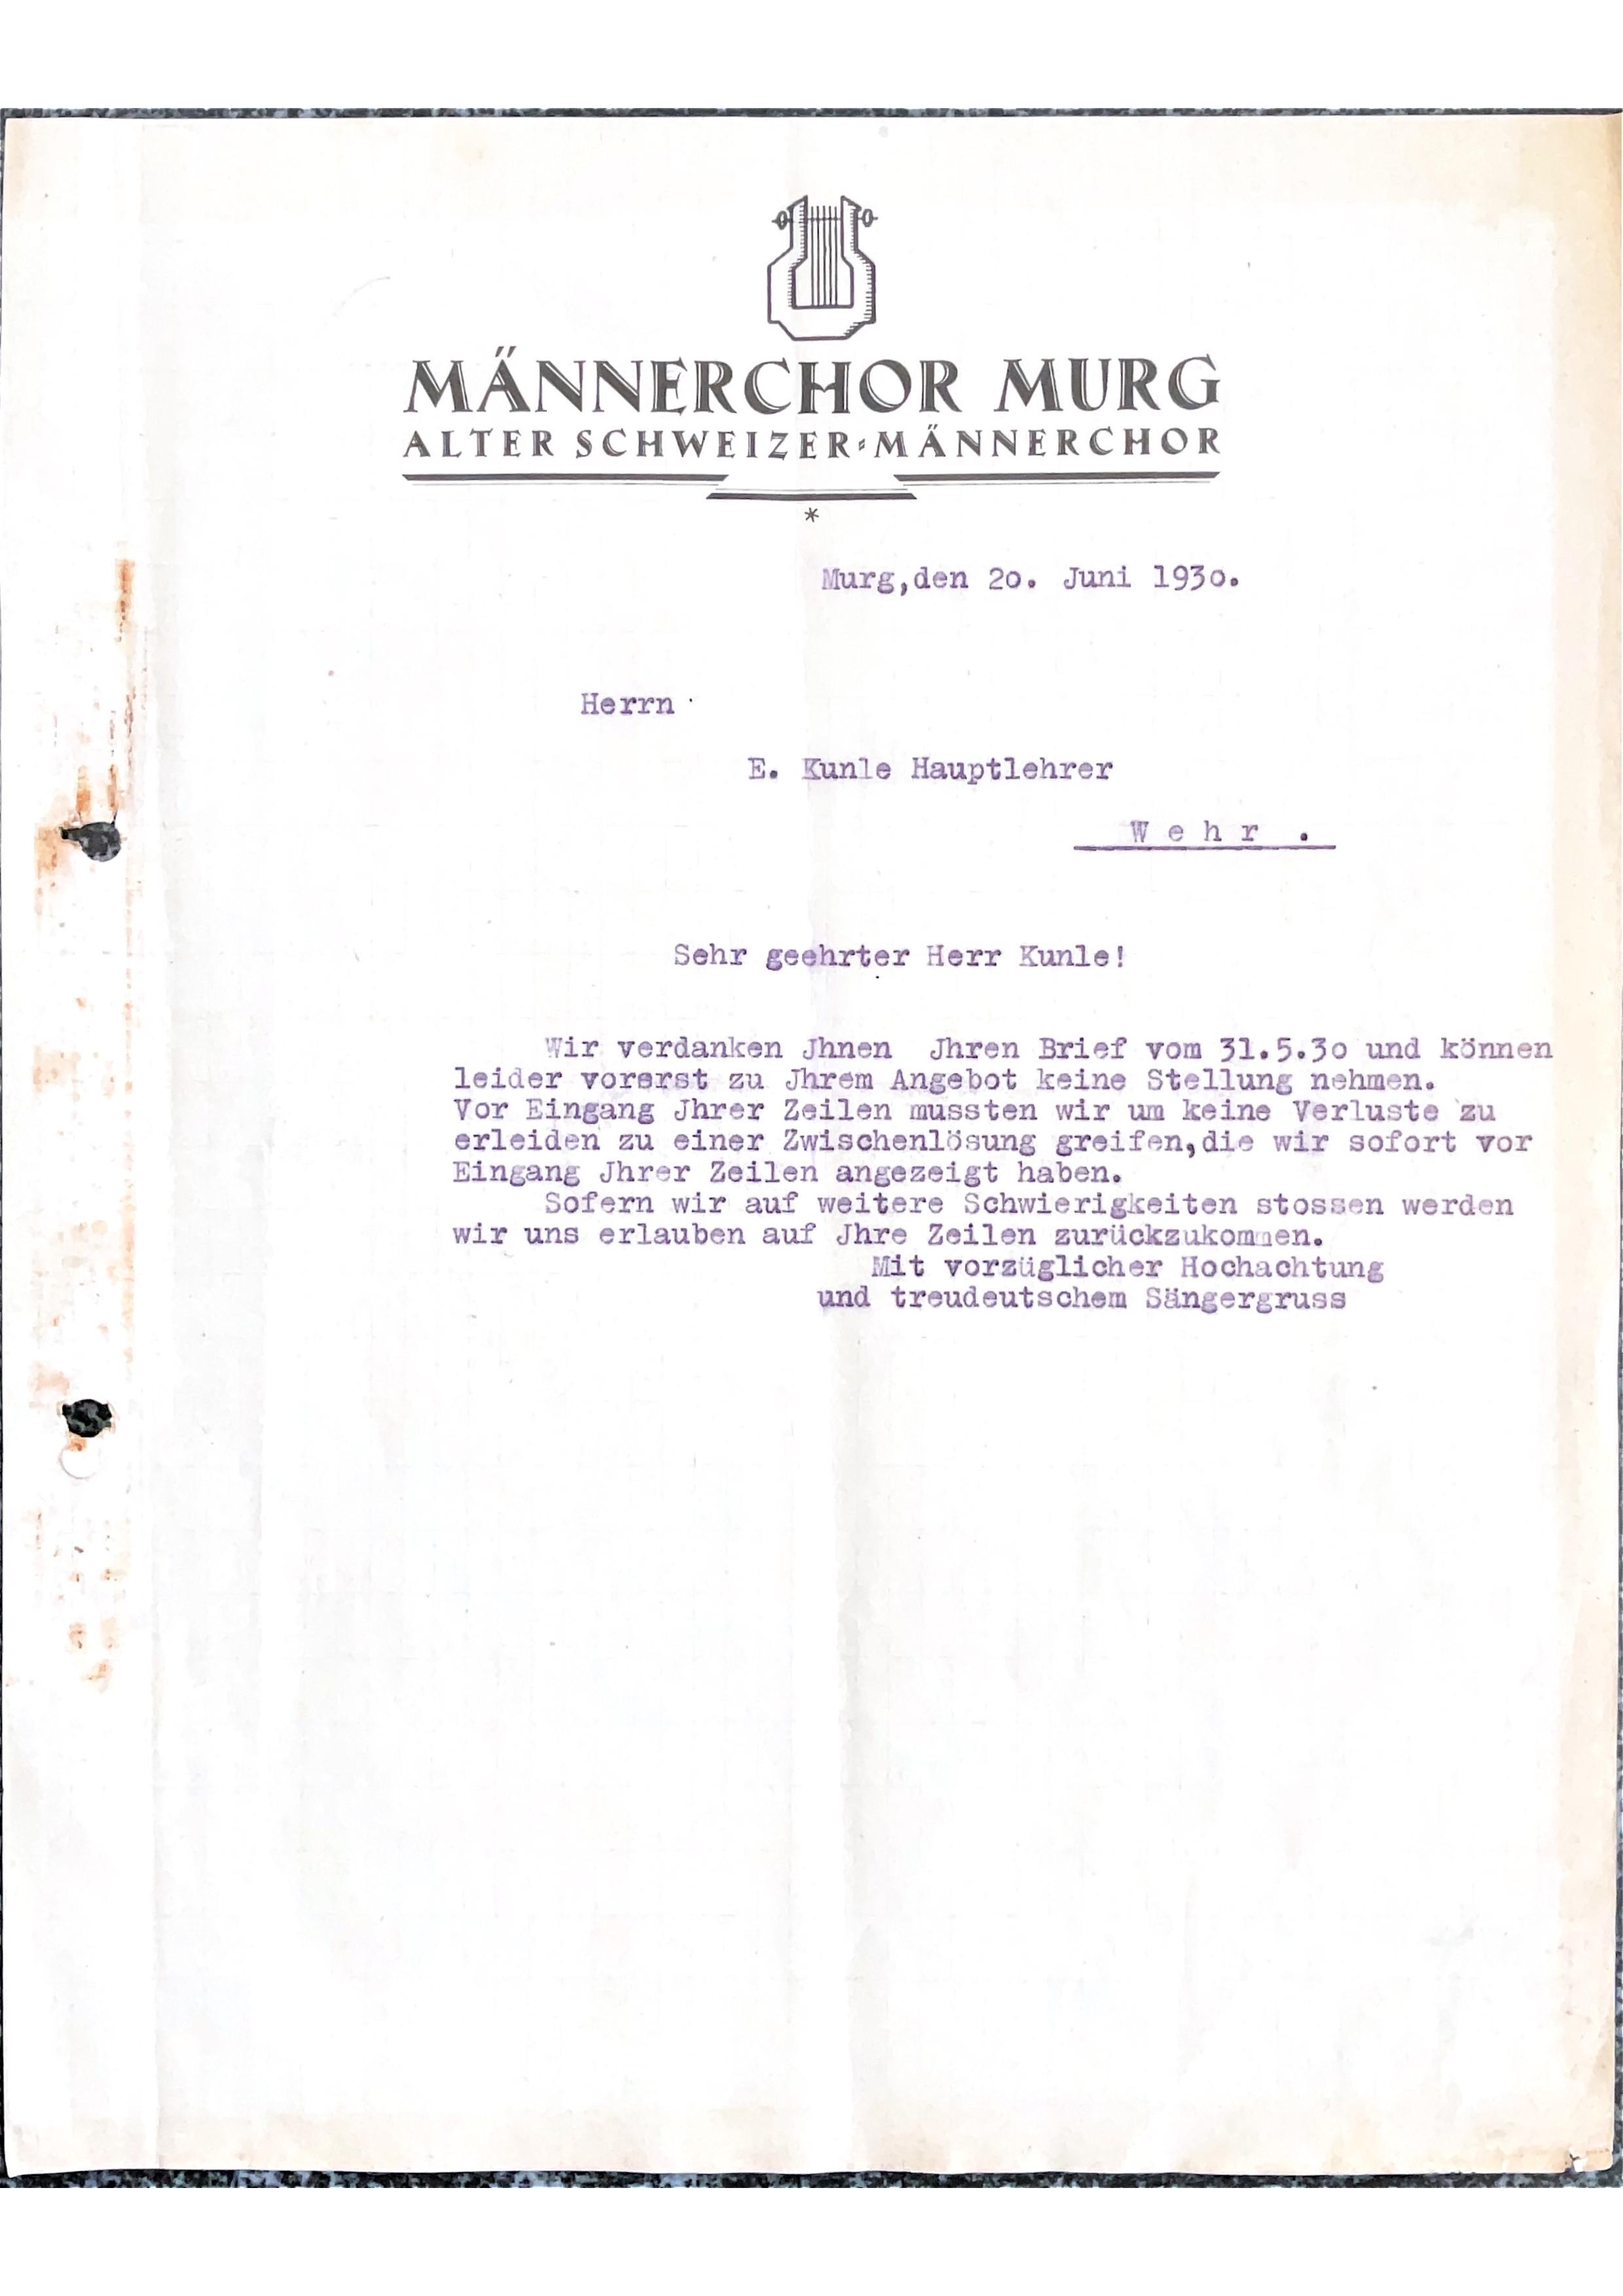 MÄNNERCHOR MURG
ALTER SCHWEIZER=MÄNNERCHOR
*
Murg,den 2o. Juni 193o.
Herrn
E. Kunle Hauptlehrer
W e h r .
Sehr geehrter Herr Kunle!
Wir verdanken Jhnen Jhren Brief vom 31.5.3o und können
leider vorerst zu Jhrem Angebot keine Stellung nehmen.
Vor Eingang Jhrer Zeilen mussten wir um keine Verluste zu
erleiden zu einer Zwischenlösung greifen,die wir sofort vor
Eingang Jhrer Zeilen angezeigt haben.
Sofern wir auf weitere Schwierigkeiten stossen werden
wir uns erlauben auf Jhre Zeilen zurückzukommen.
Mit vorzüglicher Hochachtung
und treudeutschem Sängergruss